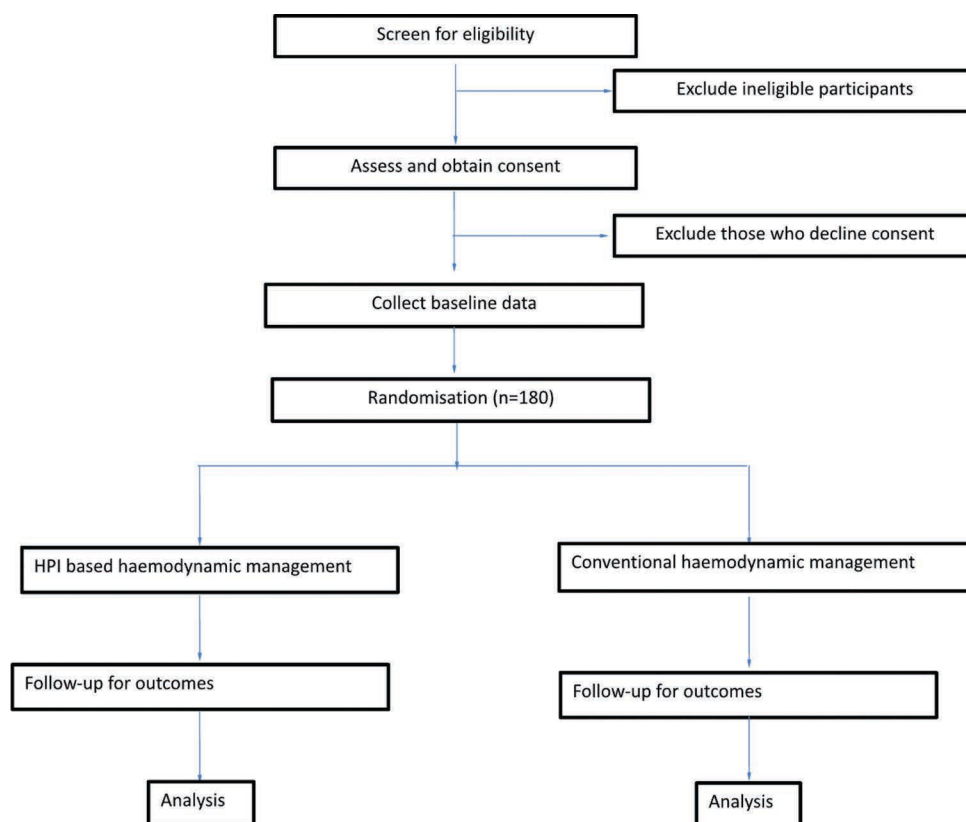 Screen for eligibility
Exclude ineligible participants
Assess and obtain consent
Exclude those who decline consent
Collect baseline data
Randomisation (n=180)
HPI based haemodynamic management
Conventional haemodynamic management
Follow-up for outcomes
Follow-up for outcomes
Analysis
Analysis